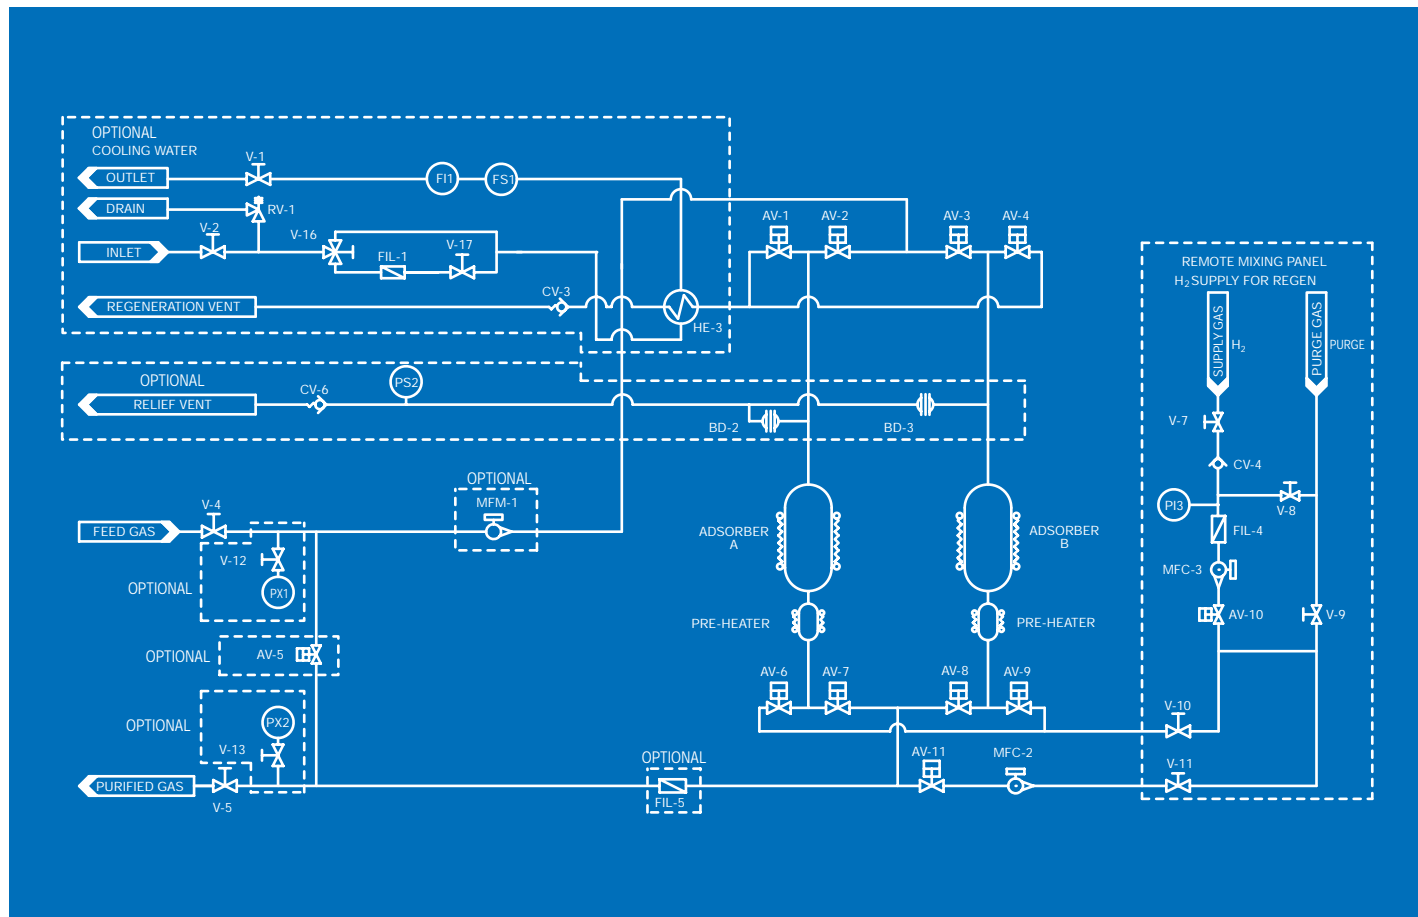 OPTIONAL
COOLING WATER
V-1
OUTLET
FI1
FS1
DRAIN
RV-1
V-2
V-16
V-17
INLET
FIL-1
AV-1
AV-2
AV-3
AV-4
REMOTE MIXING PANEL
H2 SUPPLY FOR REGEN
CV-3
REGENERATION VENT
HE-3
SUPPLY GAS
H2
PURGE GAS
PURGE
OPTIONAL
CV-6
PS2
RELIEF VENT
BD-2
BD-3
V-7
CV-4
OPTIONAL
MFM-1
V-4
FEED GAS
PI3
V-8
ADSORBER
A
ADSORBER
B
FIL-4
V-12
OPTIONAL
PX1
MFC-3
PRE-HEATER
PRE-HEATER
AV-10
V-9
OPTIONAL
AV-5
AV-6
AV-7
AV-8
AV-9
OPTIONAL
PX2
V-10
V-13
OPTIONAL
AV-11
MFC-2
V-11
PURIFIED GAS
V-5
FIL-5